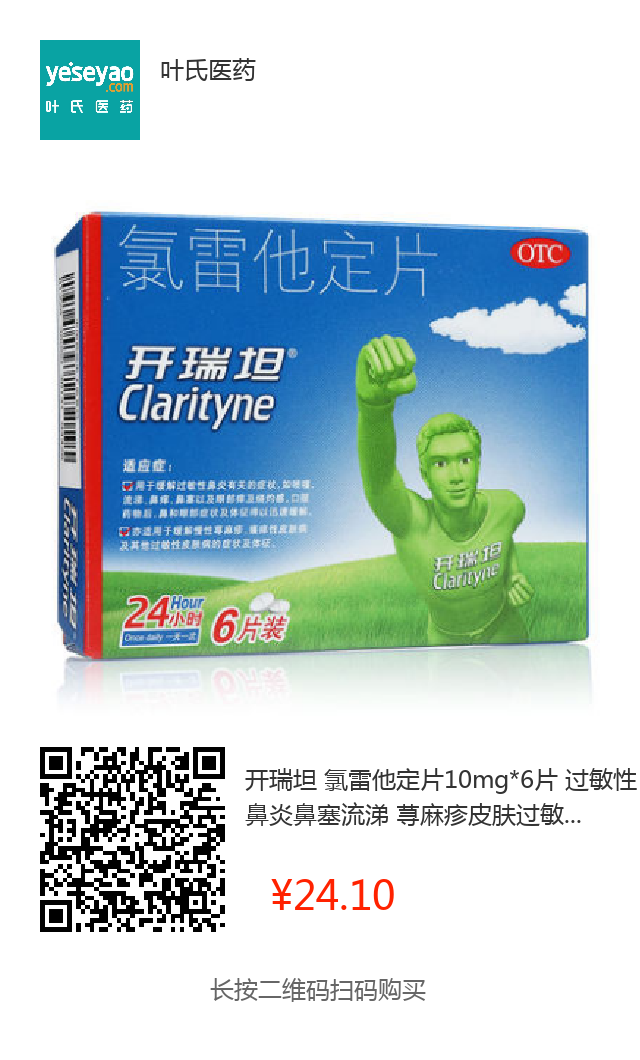 yeseyao
.com
叶氏医药
叶氏医药
氯雷他定片
OTC
开瑞坦®
Clarityne
适应症：
用于缓解过敏性鼻炎有关的症状，如喷嚏、
流涕、鼻痒、鼻塞以及眼部痒及烧灼感。口服
药物后，鼻和眼部症状及体征得以迅速缓解。
亦适用于缓解慢性荨麻疹、瘙痒性皮肤病
及其他过敏性皮肤病的症状及体征。
开瑞坦
Clarityne
开瑞坦
Clarityne
24 Hour
小时
Once daily 一天一次
6片装
开瑞坦 氯雷他定片10mg*6片 过敏性
鼻炎鼻塞流涕 荨麻疹皮肤过敏...
¥24.10
长按二维码扫码购买